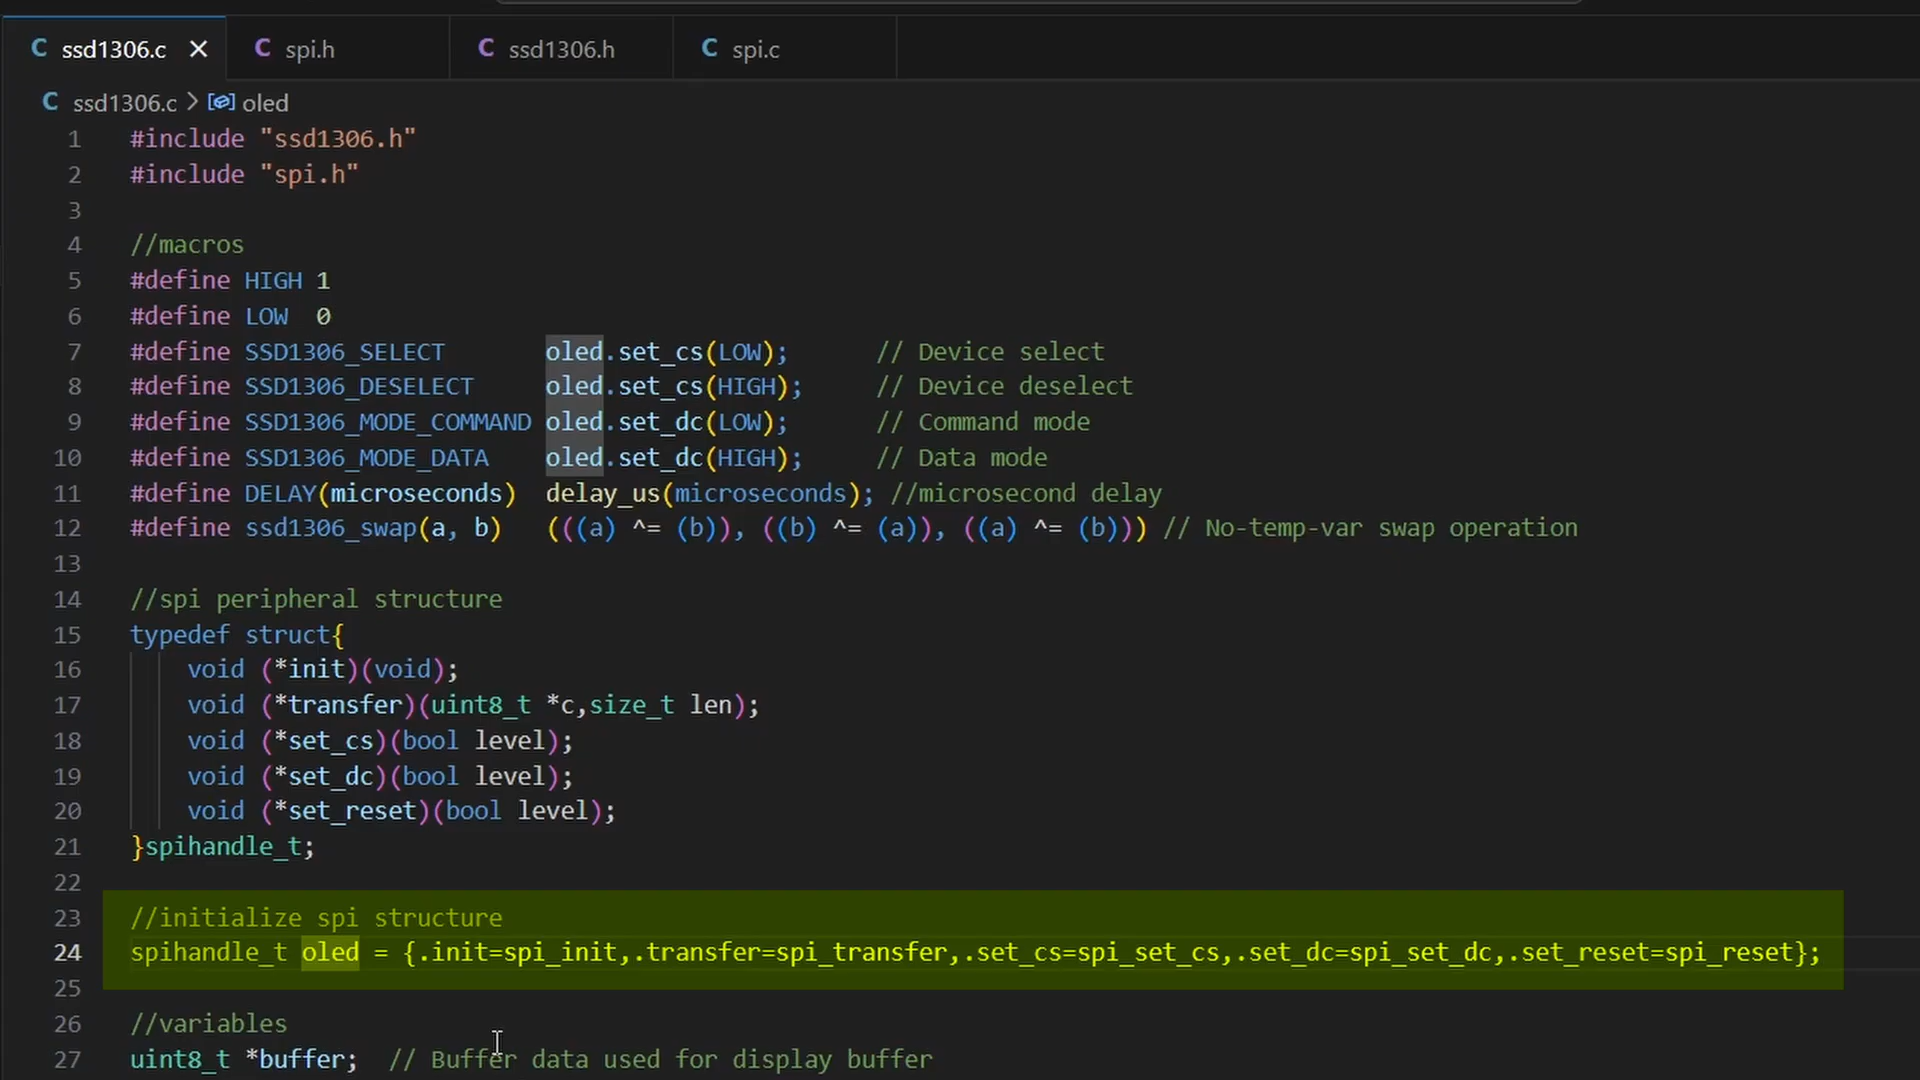 C ssd1306.c × C spi.h C ssd1306.h C spi.c
C ssd1306.c > oled
1 #include "ssd1306.h"
2 #include "spi.h"
3
4 //macros
5 #define HIGH 1
6 #define LOW  0
7 #define SSD1306_SELECT       oled.set_cs(LOW);      // Device select
8 #define SSD1306_DESELECT     oled.set_cs(HIGH);     // Device deselect
9 #define SSD1306_MODE_COMMAND oled.set_dc(LOW);      // Command mode
10 #define SSD1306_MODE_DATA    oled.set_dc(HIGH);     // Data mode
11 #define DELAY(microseconds)  delay_us(microseconds); //microsecond delay
12 #define ssd1306_swap(a, b)   (((a) ^= (b)), ((b) ^= (a)), ((a) ^= (b))) // No-temp-var swap operation
13
14 //spi peripheral structure
15 typedef struct{
16     void (*init)(void);
17     void (*transfer)(uint8_t *c,size_t len);
18     void (*set_cs)(bool level);
19     void (*set_dc)(bool level);
20     void (*set_reset)(bool level);
21 }spihandle_t;
22
23 //initialize spi structure
24 spihandle_t oled = {.init=spi_init,.transfer=spi_transfer,.set_cs=spi_set_cs,.set_dc=spi_set_dc,.set_reset=spi_reset};
25
26 //variables
27 uint8_t *buffer;  // Buffer data used for display buffer